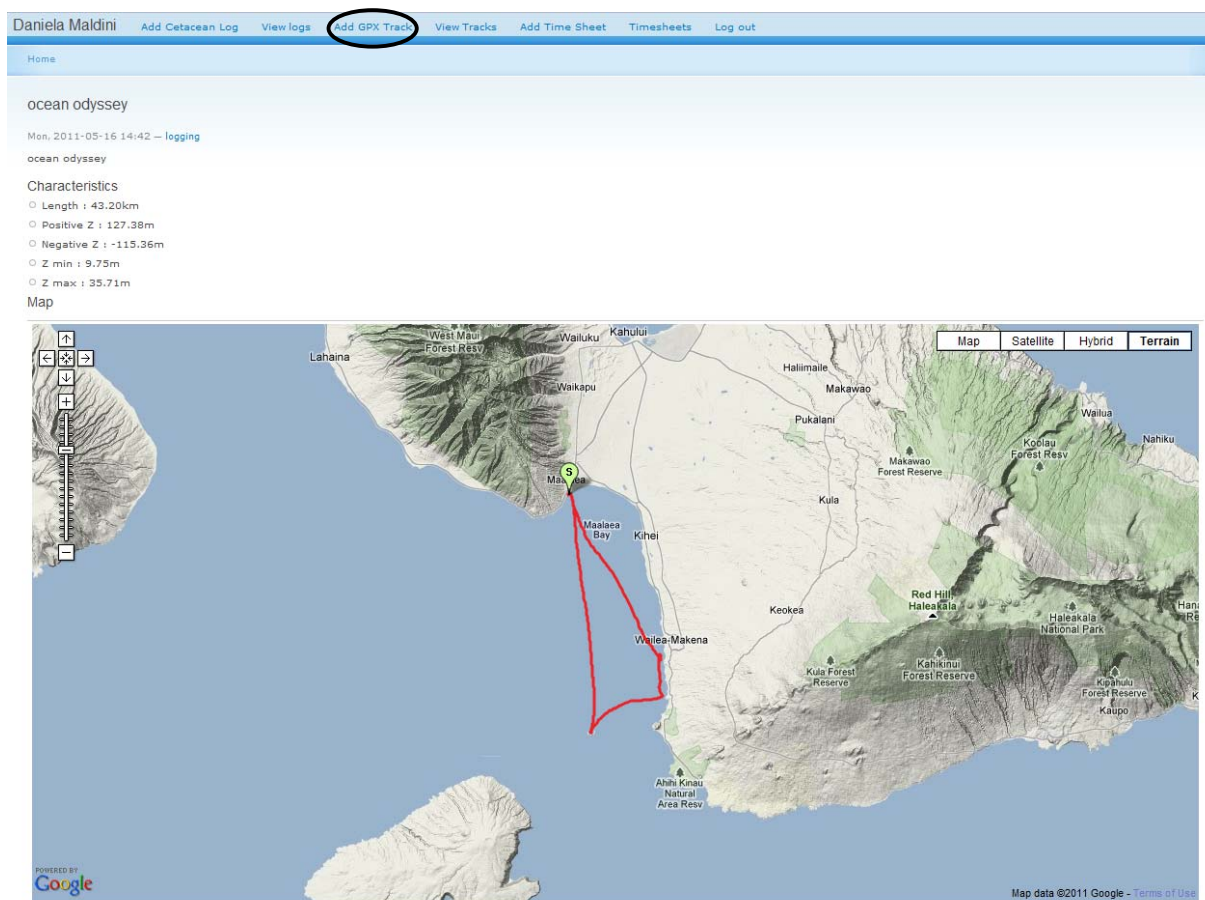 Daniela Maldini Add Cetacean Log View logs Add GPX Track View Tracks Add Time Sheet Timesheets Log out
Home
ocean odyssey
Mon, 2011-05-16 14:42 — logging
ocean odyssey
Characteristics
Length : 43.20km
Positive Z : 127.38m
Negative Z : -115.36m
Z min : 9.75m
Z max : 35.71m
Map
Map Satellite Hybrid Terrain
Kahului
West Maui
Forest Resv
Wailuku
Lahaina
Haliimaile
Waikapu
Makawao
Pukalani
Wailua
Koolau
Forest Resv
Nahiku
Makawao
Forest Reserve
S
Kula
Maalaea
Bay
Kihei
Red Hill,
Haleakala
Keokea
Haleakala
National Park
Wailea-Makena
Kula Forest
Reserve
Kahikinui
Forest Reserve
Kipahulu
Forest Reserve
Kaupo
Ahihi Kinau
Natural
Area Resv
POWERED BY
Google
Map data ©2011 Google - Terms of Use